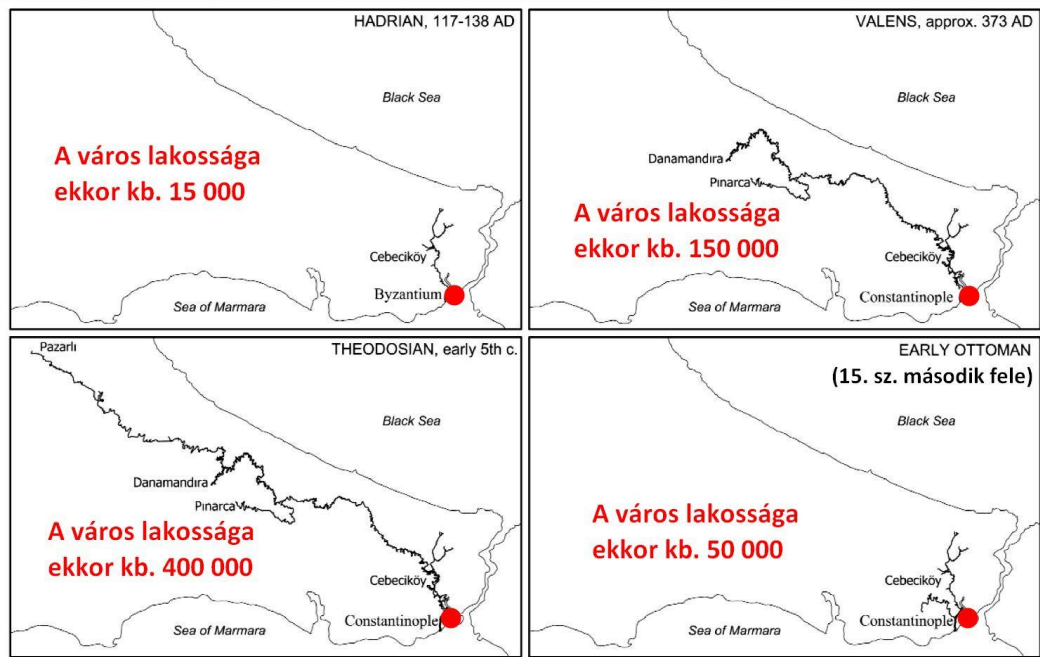 HADRIAN, 117-138 AD
Black Sea
A város lakossága
ekkor kb. 15 000
Cebeciköy
Byzantium
Sea of Marmara
VALENS, approx. 373 AD
Black Sea
Danamandıra
Pınarca
A város lakossága
ekkor kb. 150 000
Cebeciköy
Constantinople
Sea of Marmara
Pazarlı
THEODOSIAN, early 5th c.
Black Sea
Danamandıra
Pınarca
A város lakossága
ekkor kb. 400 000
Cebeciköy
Constantinople
Sea of Marmara
EARLY OTTOMAN
(15. sz. második fele)
Black Sea
A város lakossága
ekkor kb. 50 000
Cebeciköy
Constantinople
Sea of Marmara